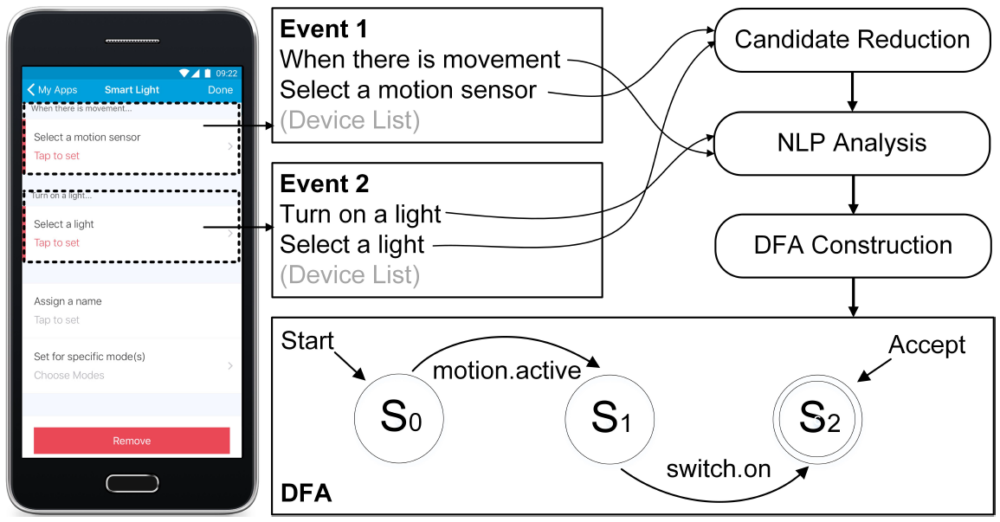 09:22
My Apps Smart Light Done
When there is movement...
Select a motion sensor
Tap to set
Turn on a light...
Select a light
Tap to set
Assign a name
Tap to set
Set for specific mode(s)
Choose Modes
Remove
Event 1
When there is movement
Select a motion sensor
(Device List)
Event 2
Turn on a light
Select a light
(Device List)
Candidate Reduction
NLP Analysis
DFA Construction
Start
motion.active
Accept
S0
S1
S2
switch.on
DFA